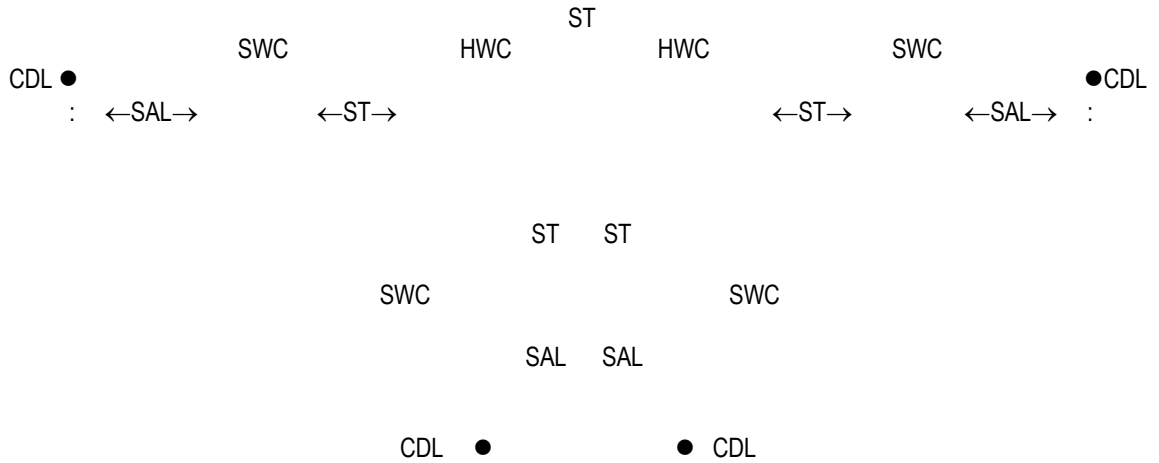 ST
SWC HWC HWC SWC
CDL ● ●CDL
: ←SAL→ ←ST→ ←ST→ ←SAL→ :
ST ST
SWC SWC
SAL SAL
CDL ● ● CDL